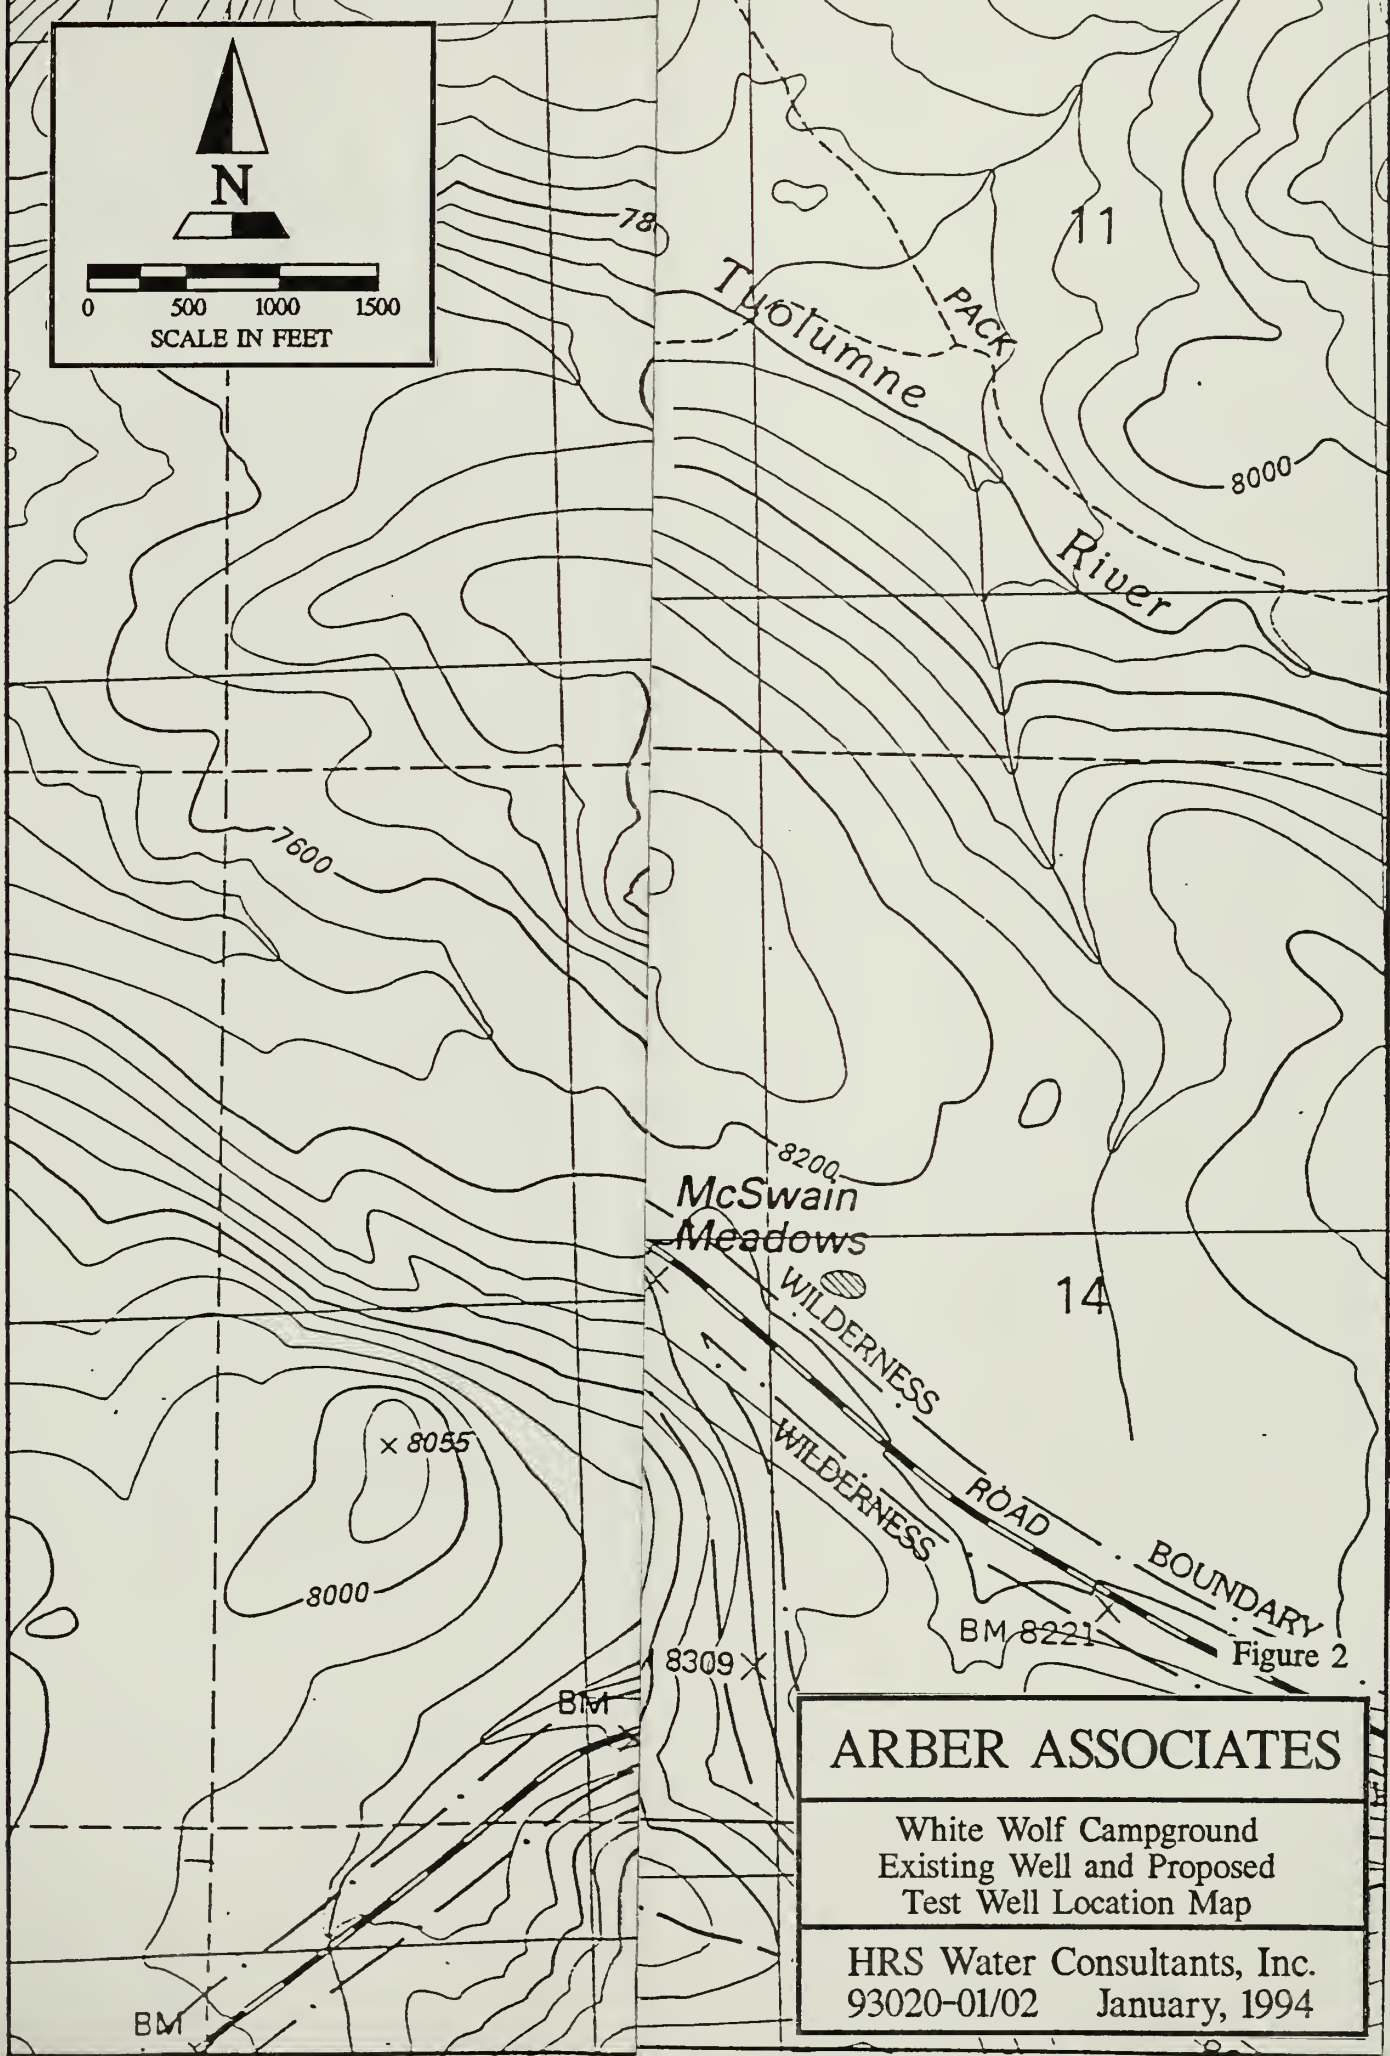 N
0 500 1000 1500
SCALE IN FEET
78
11
Tuolumne
PACK
8000
River
7600
8200
McSwain
Meadows
WILDERNESS
14
WILDERNESS
8055
ROAD
BOUNDARY
8000
BM 8221
8309
Figure 2
BM
ARBER ASSOCIATES
White Wolf Campground
Existing Well and Proposed
Test Well Location Map
HRS Water Consultants, Inc.
93020-01/02 January, 1994
BM